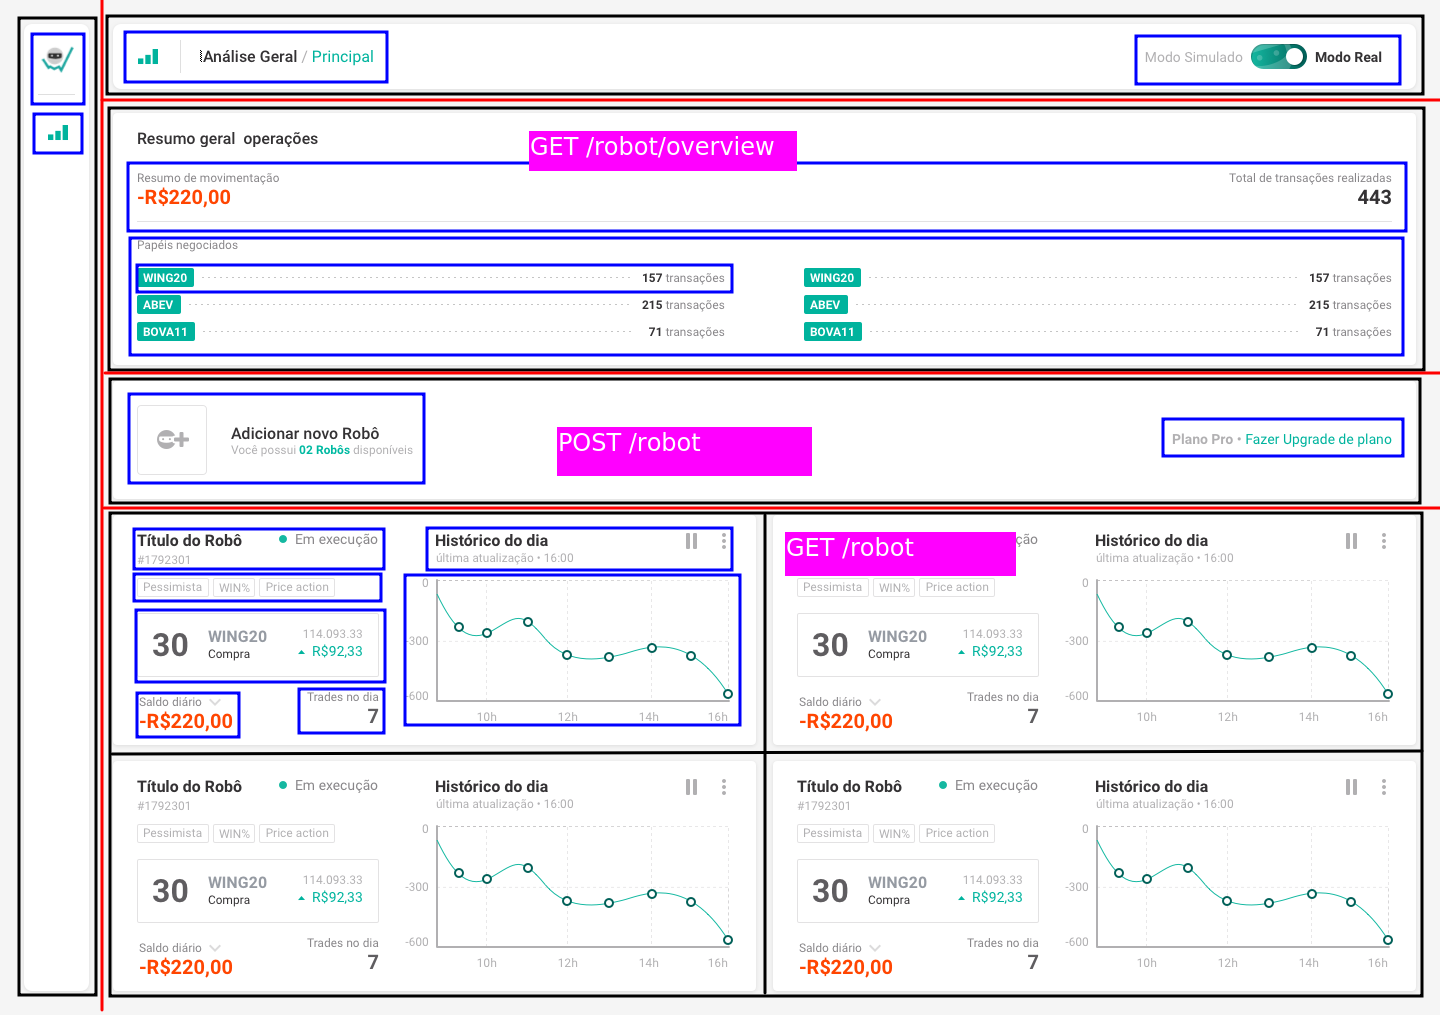 Análise Geral / Principal
Modo Simulado Modo Real
Resumo geral operações
GET /robot/overview
Resumo de movimentação
Total de transações realizadas
-R$220,00
443
Papéis negociados
WING20 157 transações
WING20 157 transações
ABEV 215 transações
ABEV 215 transações
BOVA11 71 transações
BOVA11 71 transações
Adicionar novo Robô
Você possui 02 Robôs disponíveis
POST /robot
Plano Pro • Fazer Upgrade de plano
Título do Robô
Em execução
#1792301
Pessimista WIN% Price action
30
WING20
Compra
114.093.33
R$92,33
Saldo diário
-R$220,00
Trades no dia
7
Histórico do dia
última atualização • 16:00
0
-300
-600
10h 12h 14h 16h
GET /robot
ção
Pessimista WIN% Price action
30
WING20
Compra
114.093.33
R$92,33
Saldo diário
-R$220,00
Trades no dia
7
Histórico do dia
última atualização • 16:00
0
-300
-600
10h 12h 14h 16h
Título do Robô
Em execução
#1792301
Pessimista WIN% Price action
30
WING20
Compra
114.093.33
R$92,33
Saldo diário
-R$220,00
Trades no dia
7
Histórico do dia
última atualização • 16:00
0
-300
-600
10h 12h 14h 16h
Título do Robô
Em execução
#1792301
Pessimista WIN% Price action
30
WING20
Compra
114.093.33
R$92,33
Saldo diário
-R$220,00
Trades no dia
7
Histórico do dia
última atualização • 16:00
0
-300
-600
10h 12h 14h 16h